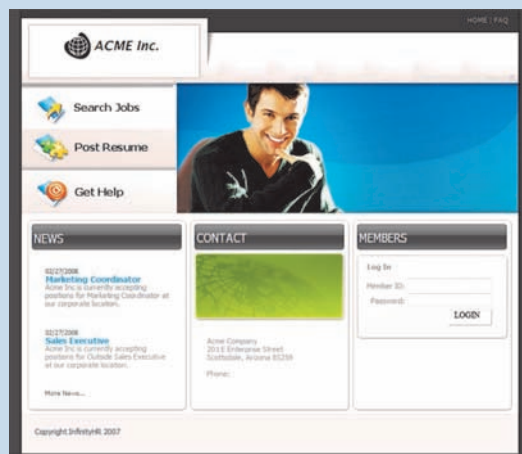 HOME | FAQ
ACME Inc.
Search Jobs
Post Resume
Get Help
NEWS
02/27/2008
Marketing Coordinator
Acme Inc is currently accepting
positions for Marketing Coordinator at
our corporate location.
02/27/2008
Sales Executive
Acme Inc is currently accepting
positions for Outside Sales Executive
at our corporate location.
More News...
CONTACT
Acme Company
Enterprise Street
Scottsdale, Arizona
Phone:
MEMBERS
Log In
Member ID:
Password:
LOGIN
Copyright InfinityHR 2007